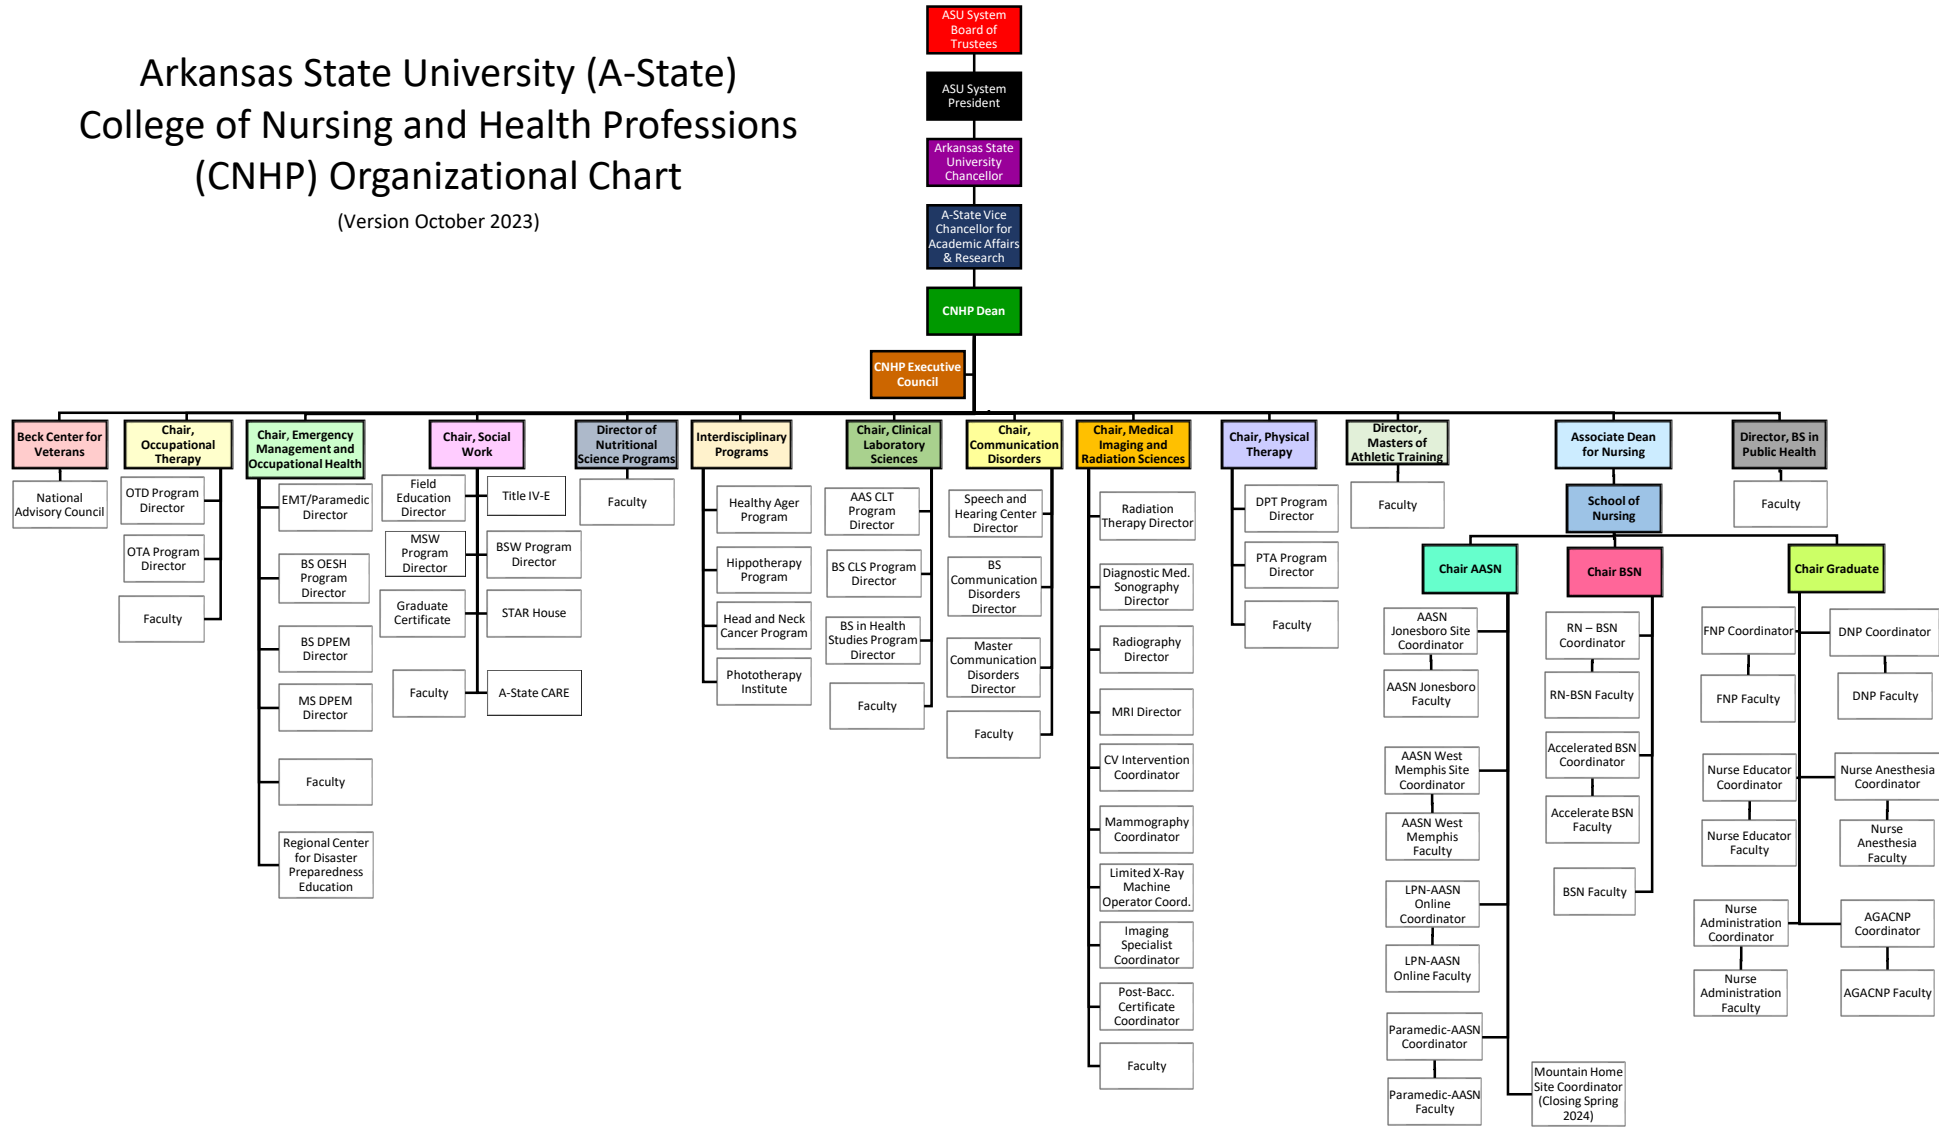 ASU System
Board of
Trustees
Arkansas State University (A-State)
College of Nursing and Health Professions
(CNHP) Organizational Chart
(Version October 2023)
ASU System
President
Arkansas State
University
Chancellor
A-State Vice
Chancellor for
Academic Affairs
& Research
CNHP Dean
CNHP Executive
Council
Beck Center for
Veterans
National
Advisory Council
Chair,
Occupational
Therapy
OTD Program
Director
OTA Program
Director
Faculty
Chair, Emergency
Management and
Occupational Health
EMT/Paramedic
Director
BS OESH
Program
Director
BS DPEM
Director
MS DPEM
Director
Faculty
Regional Center
for Disaster
Preparedness
Education
Chair, Social
Work
Field
Education
Director
Title IV-E
MSW
Program
Director
BSW Program
Director
Graduate
Certificate
STAR House
Faculty
A-State CARE
Director of
Nutritional
Science Programs
Faculty
Interdisciplinary
Programs
Healthy Ager
Program
Hippotherapy
Program
Head and Neck
Cancer Program
Phototherapy
Institute
Chair, Clinical
Laboratory
Sciences
AAS CLT
Program
Director
BS CLS Program
Director
BS in Health
Studies Program
Director
Faculty
Chair,
Communication
Disorders
Speech and
Hearing Center
Director
BS
Communication
Disorders
Director
Master
Communication
Disorders
Director
Faculty
Chair, Medical
Imaging and
Radiation Sciences
Radiation
Therapy Director
Diagnostic Med.
Sonography
Director
Radiography
Director
MRI Director
CV Intervention
Coordinator
Mammography
Coordinator
Limited X-Ray
Machine
Operator Coord.
Imaging
Specialist
Coordinator
Post-Bacc.
Certificate
Coordinator
Faculty
Chair, Physical
Therapy
DPT Program
Director
PTA Program
Director
Faculty
Director,
Masters of
Athletic Training
Faculty
Associate Dean
for Nursing
School of
Nursing
Chair AASN
AASN
Jonesboro Site
Coordinator
AASN Jonesboro
Faculty
AASN West
Memphis Site
Coordinator
AASN West
Memphis
Faculty
LPN-AASN
Online
Coordinator
LPN-AASN
Online Faculty
Paramedic-AASN
Coordinator
Paramedic-AASN
Faculty
Mountain Home
Site Coordinator
(Closing Spring
2024)
Chair BSN
RN – BSN
Coordinator
RN-BSN Faculty
Accelerated BSN
Coordinator
Accelerate BSN
Faculty
BSN Faculty
Chair Graduate
FNP Coordinator
FNP Faculty
DNP Coordinator
DNP Faculty
Nurse Educator
Coordinator
Nurse Educator
Faculty
Nurse Anesthesia
Coordinator
Nurse
Anesthesia
Faculty
Nurse
Administration
Coordinator
Nurse
Administration
Faculty
AGACNP
Coordinator
AGACNP Faculty
Director, BS in
Public Health
Faculty